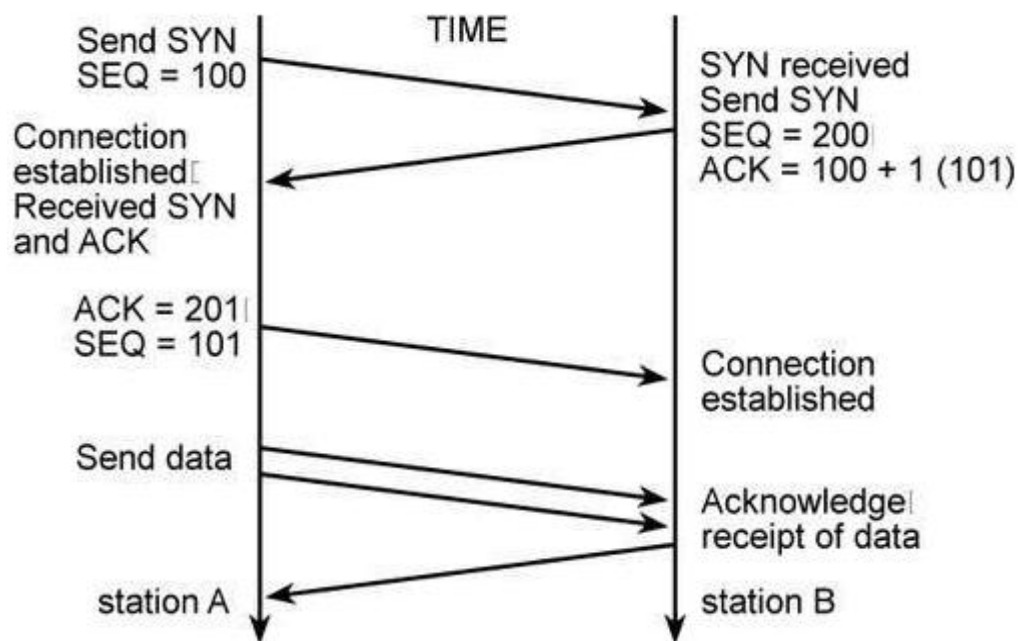 TIME
Send SYN
SEQ = 100
SYN received
Send SYN
SEQ = 200
ACK = 100 + 1 (101)
Connection
established
Received SYN
and ACK
ACK = 201
SEQ = 101
Connection
established
Send data
Acknowledge
receipt of data
station A
station B